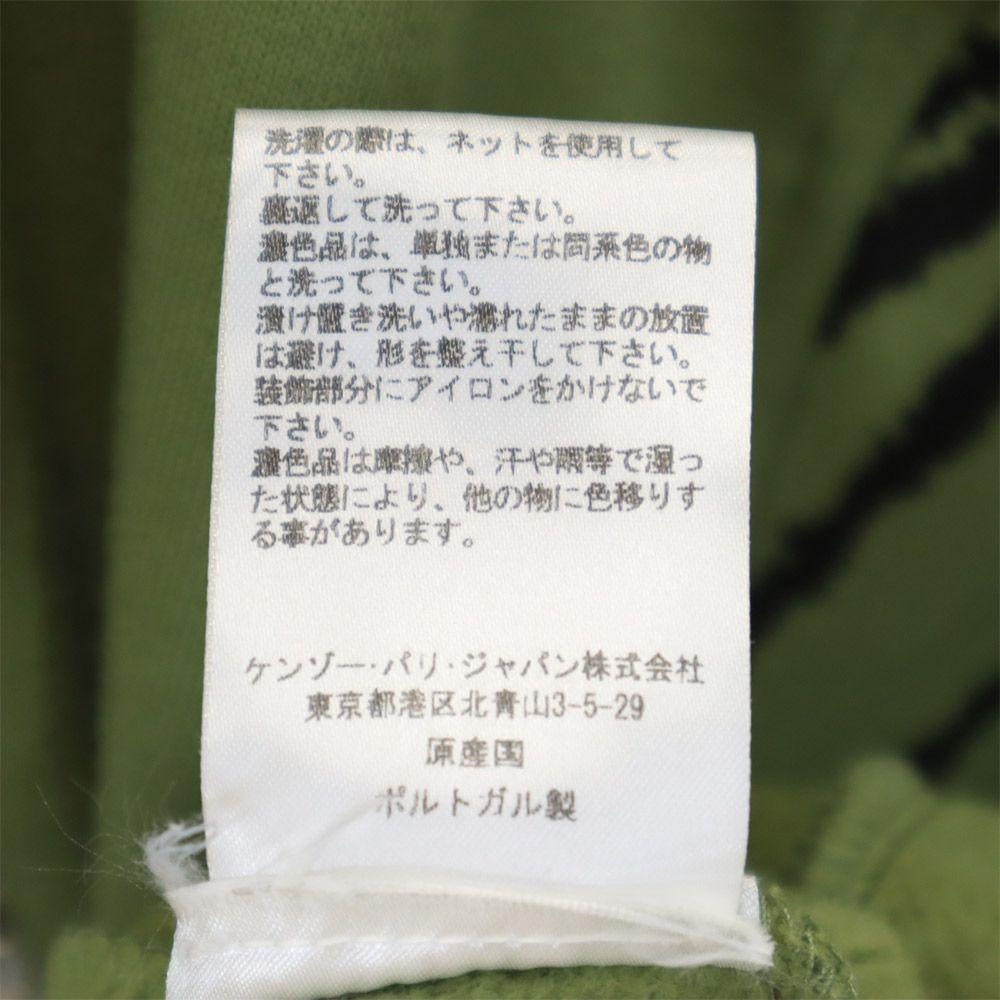 洗濯の際は、ネットを使用して
下さい。
裏返して洗って下さい。
濃色品は、単独または同系色の物
と洗って下さい。
漬け置き洗いや濡れたままの放置
は避け、形を整え干して下さい。
装飾部分にアイロンをかけないで
下さい。
濃色品は摩擦や、汗や雨等で湿っ
た状態により、他の物に色移りす
る事があります。
ケンゾー・パリ・ジャパン株式会社
東京都港区北青山3-5-29
原産国
ポルトガル製